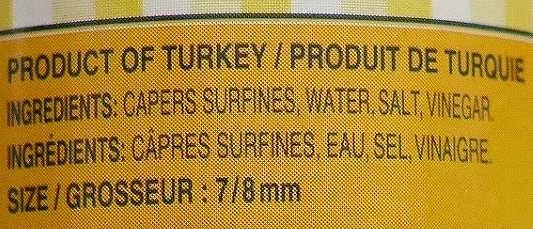 PRODUCT OF TURKEY / PRODUIT DE TURQUIE
INGREDIENTS: CAPERS SURFINES, WATER, SALT, VINEGAR.
INGRÉDIENTS: CÂPRES SURFINES, EAU, SEL, VINAIGRE.
SIZE / GROSSEUR : 7/8 mm